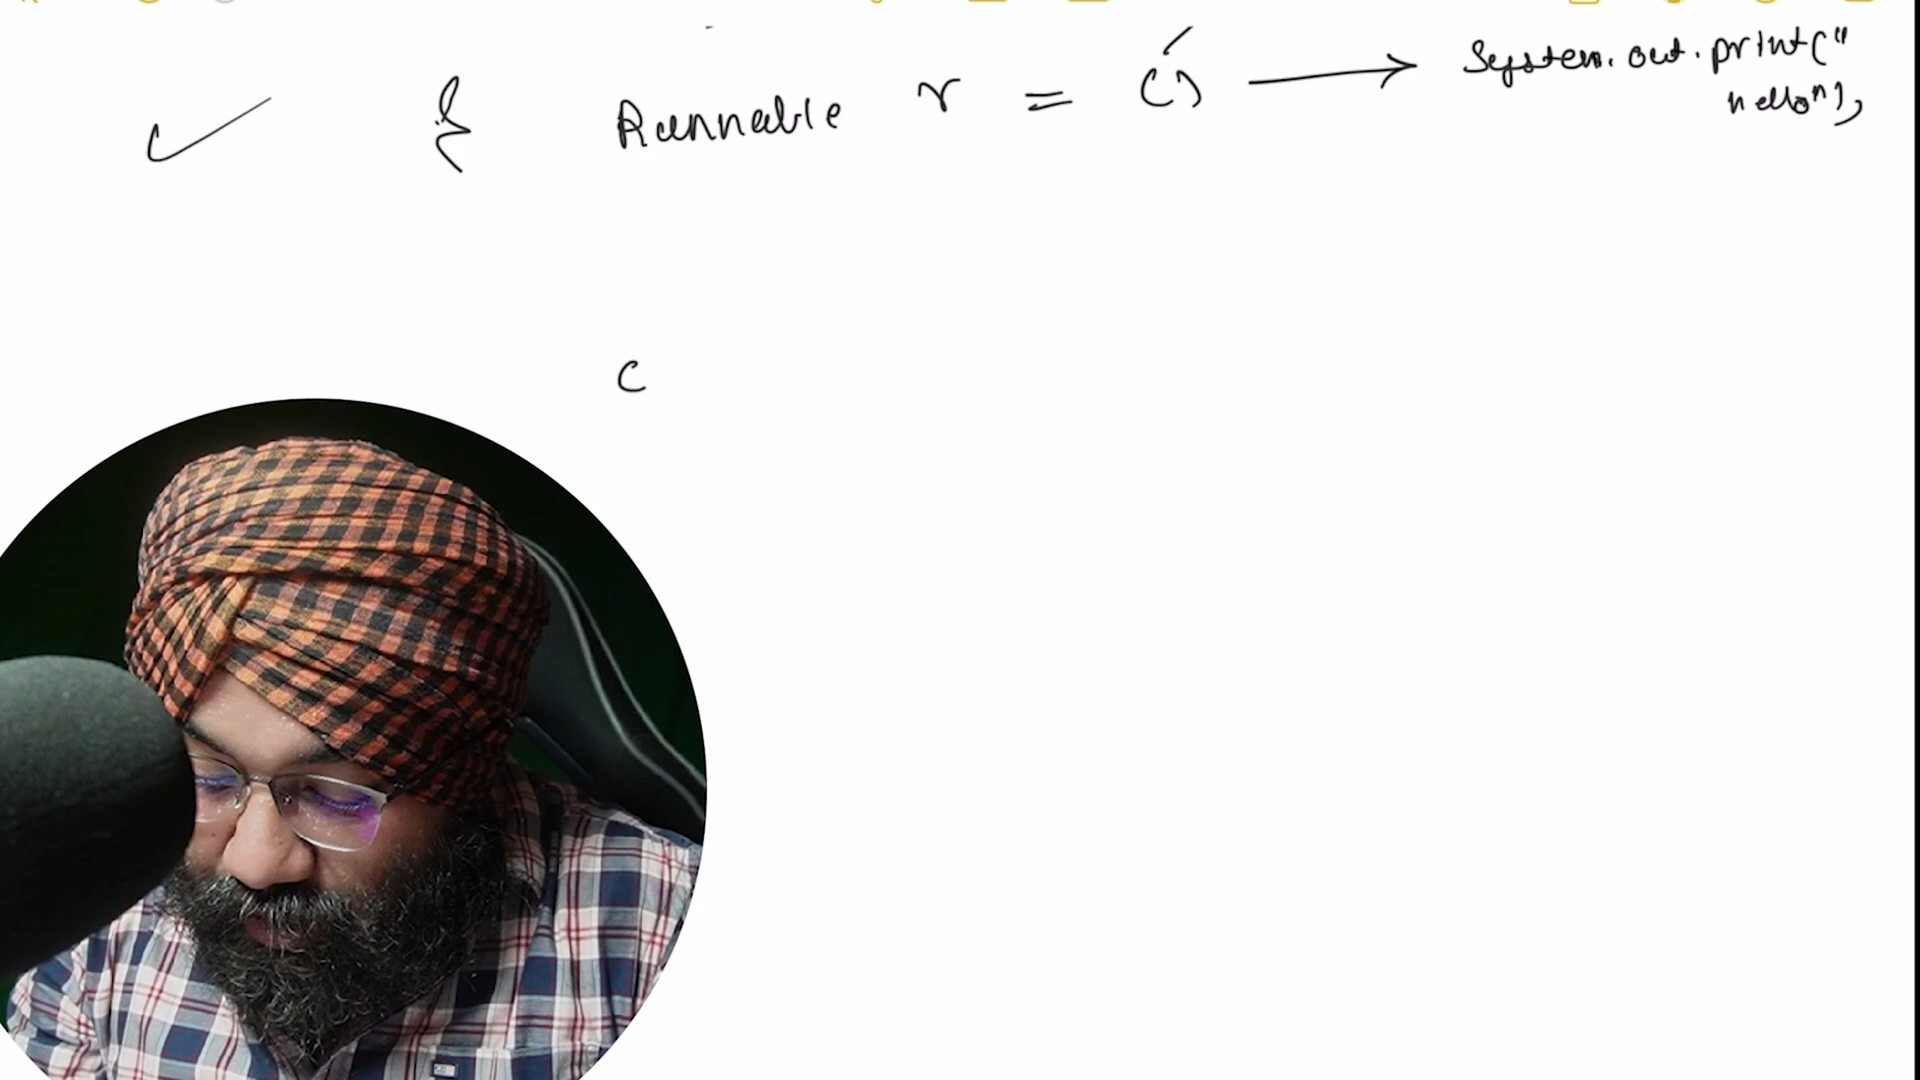 { Runnable r = () → System.out.print("
hello");
c